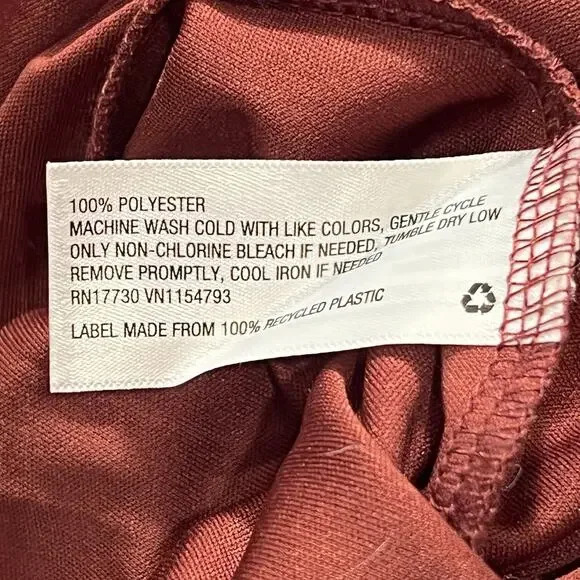 100% POLYESTER
MACHINE WASH COLD WITH LIKE COLORS, GENTLE CYCLE
ONLY NON-CHLORINE BLEACH IF NEEDED, TUMBLE DRY LOW
REMOVE PROMPTLY, COOL IRON IF NEEDED
RN17730 VN1154793
LABEL MADE FROM 100% RECYCLED PLASTIC